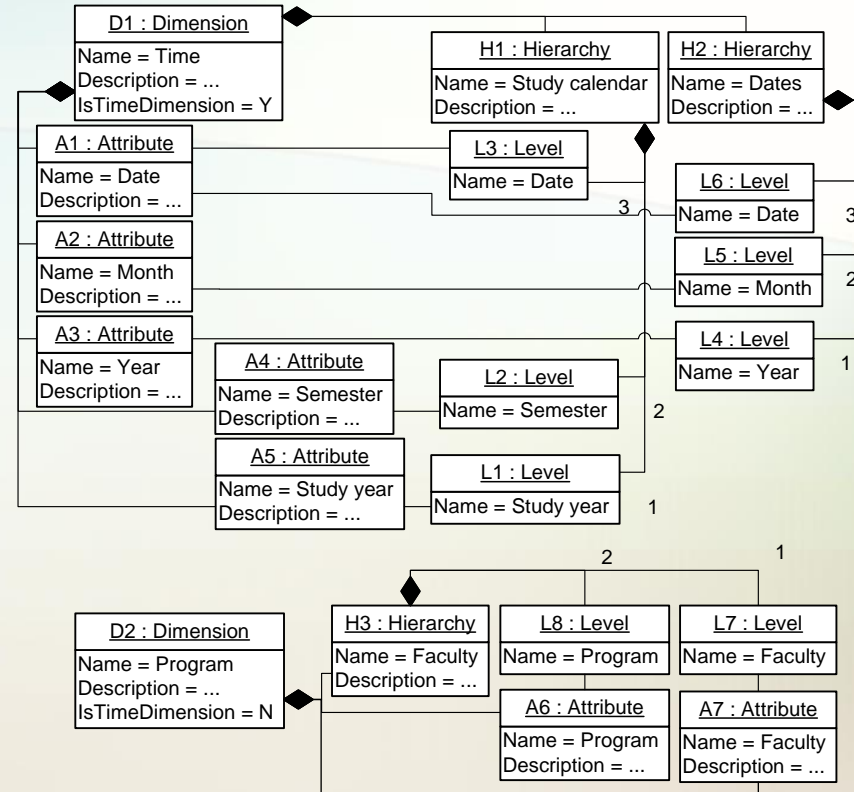 D1 : Dimension
Name = Time
Description = ...
IsTimeDimension = Y
H1 : Hierarchy
Name = Study calendar
Description = ...
H2 : Hierarchy
Name = Dates
Description = ...
A1 : Attribute
Name = Date
Description = ...
L3 : Level
Name = Date
3
L6 : Level
Name = Date
3
A2 : Attribute
Name = Month
Description = ...
L5 : Level
Name = Month
2
A3 : Attribute
Name = Year
Description = ...
L4 : Level
Name = Year
1
A4 : Attribute
Name = Semester
Description = ...
L2 : Level
Name = Semester
2
A5 : Attribute
Name = Study year
Description = ...
L1 : Level
Name = Study year
1
2
1
D2 : Dimension
Name = Program
Description = ...
IsTimeDimension = N
H3 : Hierarchy
Name = Faculty
Description = ...
L8 : Level
Name = Program
L7 : Level
Name = Faculty
A6 : Attribute
Name = Program
Description = ...
A7 : Attribute
Name = Faculty
Description = ...